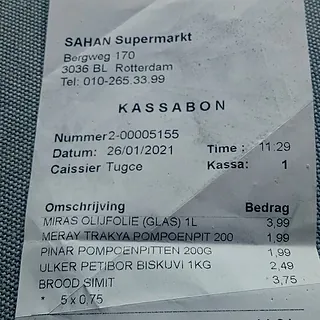 SAHAN Supermarkt
Bergweg 170
3036 BL Rotterdam
Tel: 010-265.33.99
KASSABON
Nummer 2-00005155
Datum: 26/01/2021 Time: 11:29
Caissier Tugce Kassa: 1
Omschrijving Bedrag
MIRAS OLIJFOLIE (GLAS) 1L 3,99
MERAY TRAKYA POMPOENPIT 200 1,99
PINAR POMPOENPITTEN 200G 1,99
ULKER PETIBOR BISKUVI 1KG 2,49
BROOD SIMIT 3,75
* 5 x 0,75